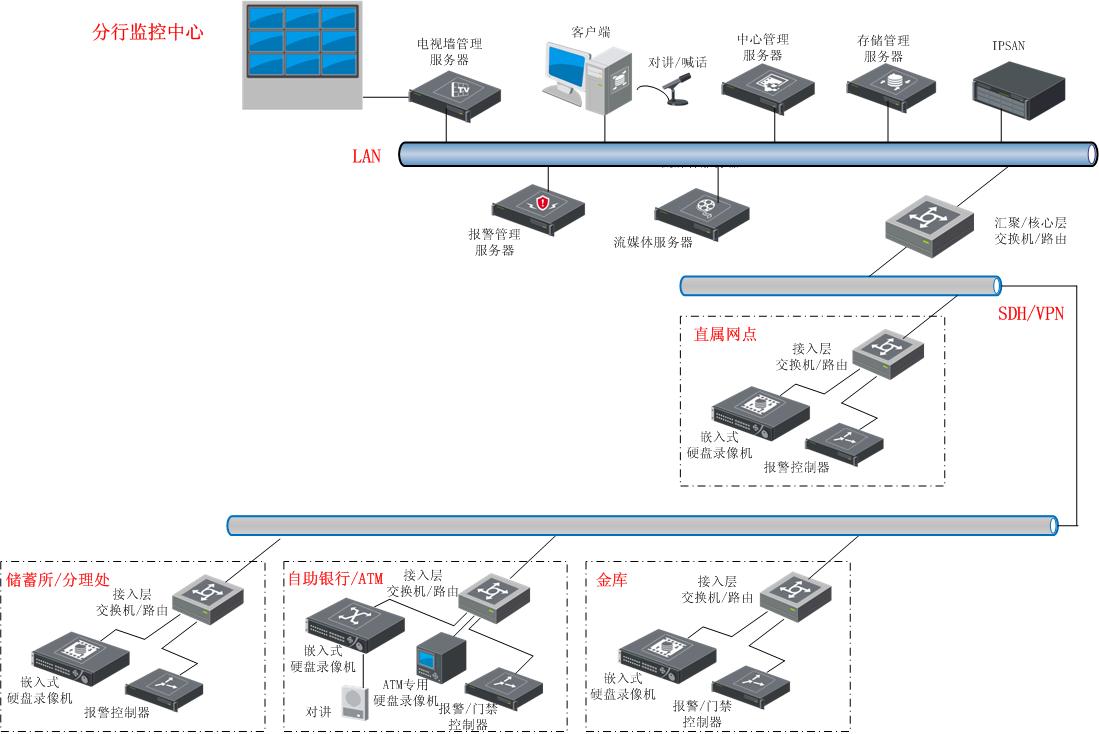 分行监控中心
电视墙管理
服务器
客户端
对讲/喊话
中心管理
服务器
存储管理
服务器
IPSAN
LAN
报警管理
服务器
流媒体服务器
汇聚/核心层
交换机/路由
SDH/VPN
直属网点
接入层
交换机/路由
嵌入式
硬盘录像机
报警控制器
储蓄所/分理处
接入层
交换机/路由
嵌入式
硬盘录像机
报警控制器
自助银行/ATM
接入层
交换机/路由
嵌入式
硬盘录像机
对讲
ATM专用
硬盘录像机
报警/门禁
控制器
金库
接入层
交换机/路由
嵌入式
硬盘录像机
报警/门禁
控制器